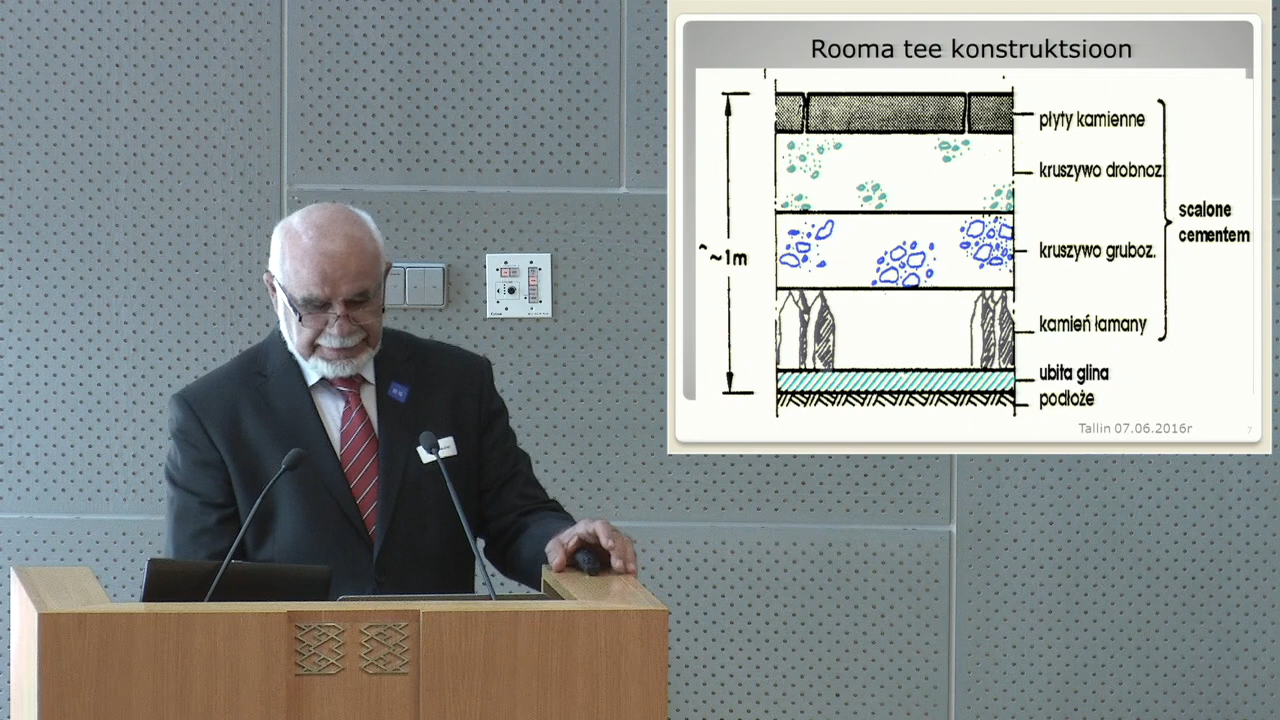 Rooma tee konstruktsioon
płyty kamienne
kruszywo drobnoz.
scalone
cementem
~1m
kruszywo gruboz.
kamień łamany
ubita glina
podłoże
Tallin 07.06.2016r
7